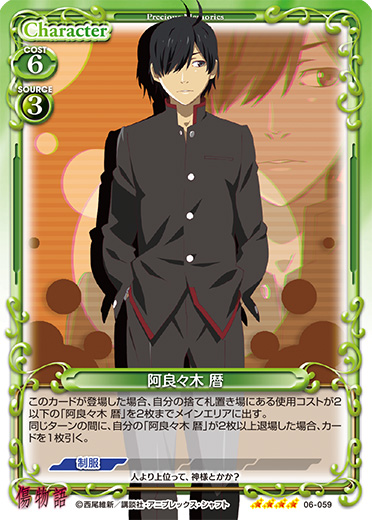 Precious Memories
Character
COST
6
SOURCE
3
阿良々木 暦
このカードが登場した場合、自分の捨て札置き場にある使用コストが2
以下の「阿良々木 暦」を2枚までメインエリアに出す。
同じターンの間に、自分の「阿良々木 暦」が2枚以上退場した場合、カー
ドを1枚引く。
制服
人より上位って、神様とかか?
傷物語
©西尾維新/講談社・アニプレックス・シャフト
★★★★ 06-059